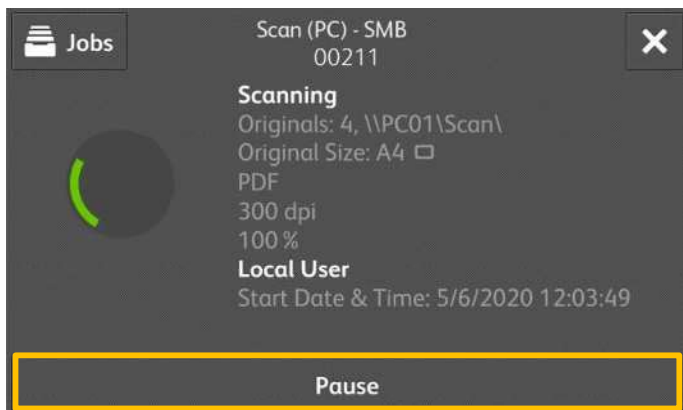 Jobs
Scan (PC) - SMB
00211
Scanning
Originals: 4, \\PC01\Scan\
Original Size: A4
PDF
300 dpi
100 %
Local User
Start Date & Time: 5/6/2020 12:03:49
Pause